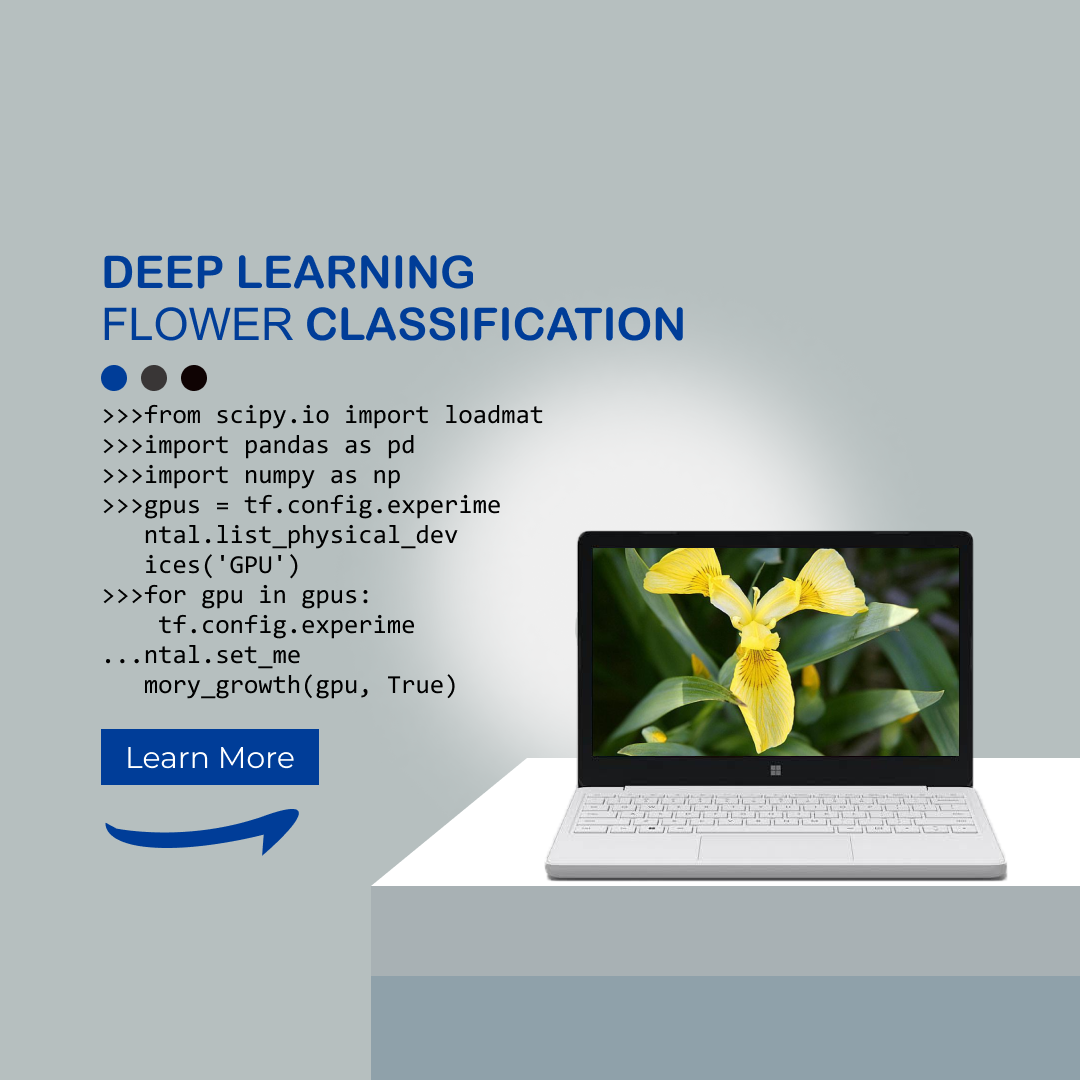 DEEP LEARNING
FLOWER CLASSIFICATION
>>>from scipy.io import loadmat
>>>import pandas as pd
>>>import numpy as np
>>>gpus = tf.config.experime
ntal.list_physical_dev
ices('GPU')
>>>for gpu in gpus:
tf.config.experime
...ntal.set_me
mory_growth(gpu, True)
Learn More